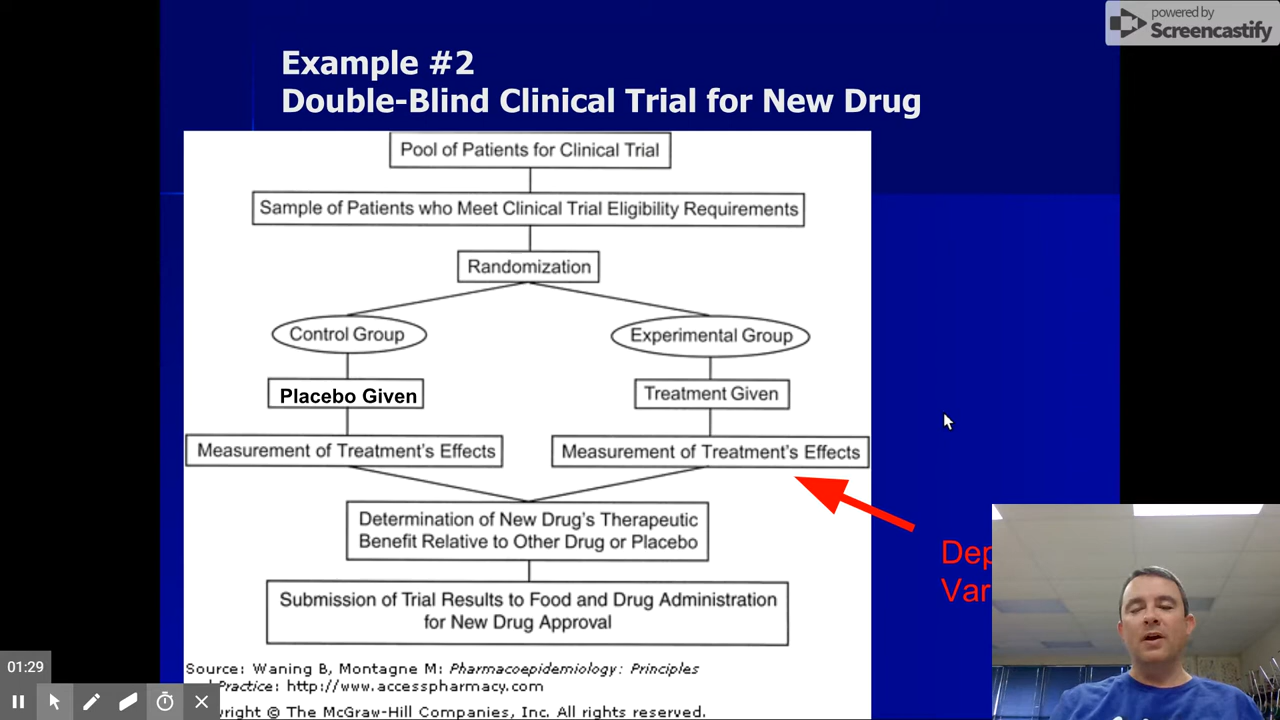 powered by
Screencastify
Example #2
Double-Blind Clinical Trial for New Drug
Pool of Patients for Clinical Trial
Sample of Patients who Meet Clinical Trial Eligibility Requirements
Randomization
Control Group
Experimental Group
Placebo Given
Treatment Given
Measurement of Treatment's Effects
Measurement of Treatment's Effects
Determination of New Drug's Therapeutic
Benefit Relative to Other Drug or Placebo
Submission of Trial Results to Food and Drug Administration
for New Drug Approval
Dep
Var
01:29
Source: Waning B, Montagne M: Pharmacoepidemiology: Principles
Practice: http://www.accesspharmacy.com
The McGraw-Hill Companies, Inc. All rights reserved.